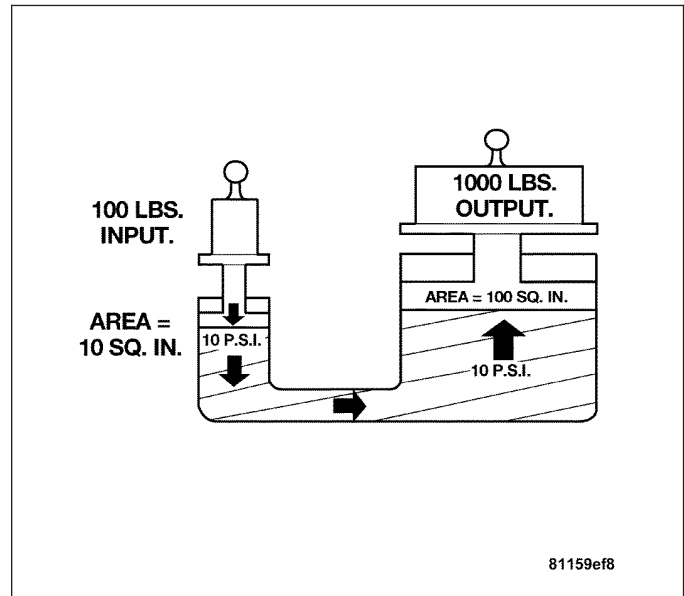 100 LBS.
INPUT.
1000 LBS.
OUTPUT.
AREA =
10 SQ. IN.
10 P.S.I.
AREA = 100 SQ. IN.
10 P.S.I.
81159ef8